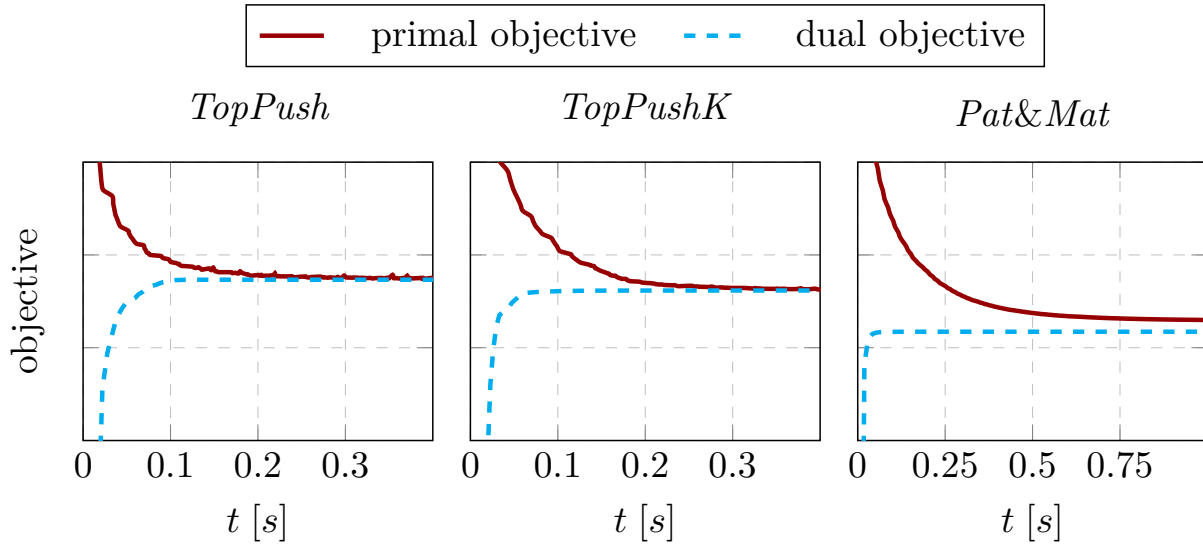 primal objective dual objective
TopPush TopPushK Pat&Mat
objective
0 0.1 0.2 0.3 0 0.1 0.2 0.3 0 0.25 0.5 0.75
t [s] t [s] t [s]